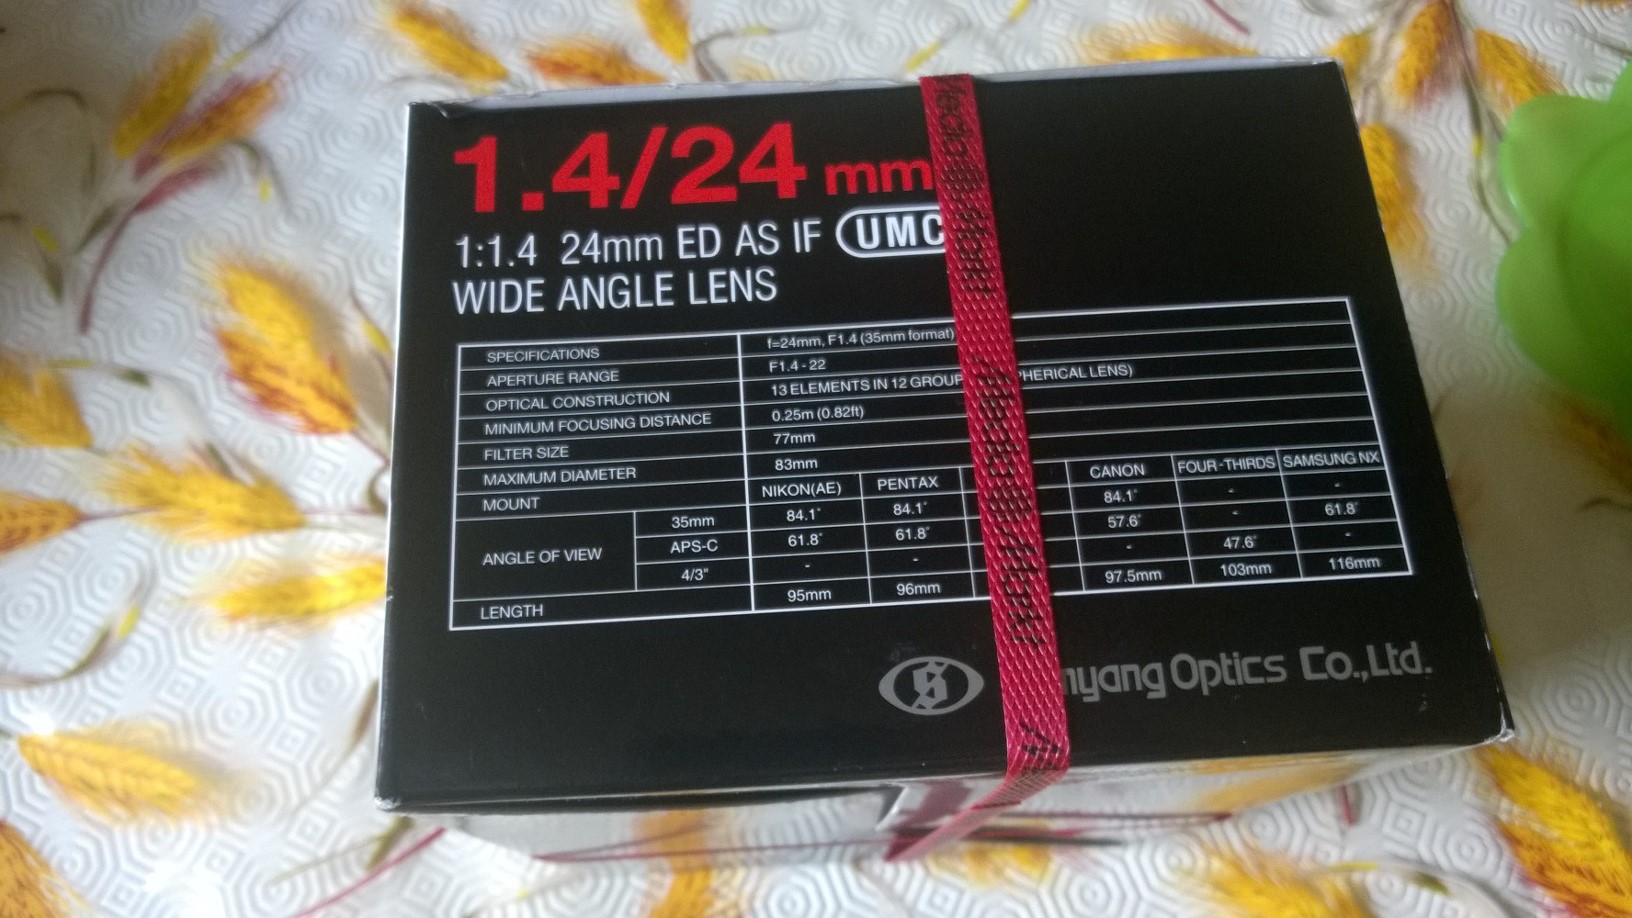 1.4/24 mm
1:1.4 24mm ED AS IF UMC
WIDE ANGLE LENS
SPECIFICATIONS f=24mm, F1.4 (35mm format)
APERTURE RANGE F1.4 - 22
OPTICAL CONSTRUCTION 13 ELEMENTS IN 12 GROUP HERICAL LENS)
MINIMUM FOCUSING DISTANCE 0.25m (0.82ft)
FILTER SIZE 77mm
MAXIMUM DIAMETER 83mm
MOUNT NIKON(AE) PENTAX CANON FOUR-THIRDS SAMSUNG NX
ANGLE OF VIEW
35mm 84.1° 84.1° 84.1° - -
APS-C 61.8° 61.8° 57.6° - 61.8°
4/3" - - - 47.6° -
LENGTH 95mm 96mm 97.5mm 103mm 116mm
nyang Optics Co.,Ltd.